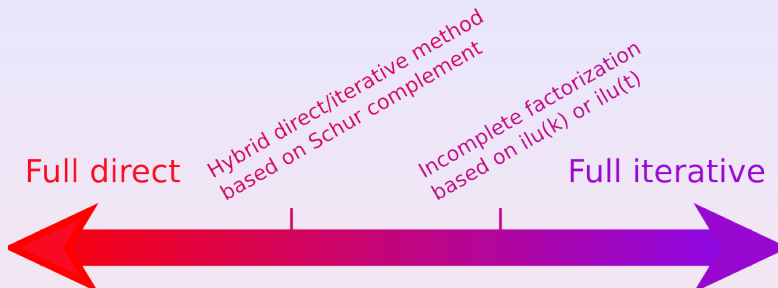 Full direct
Hybrid direct/iterative method
based on Schur complement
Incomplete factorization
based on ilu(k) or ilu(t)
Full iterative